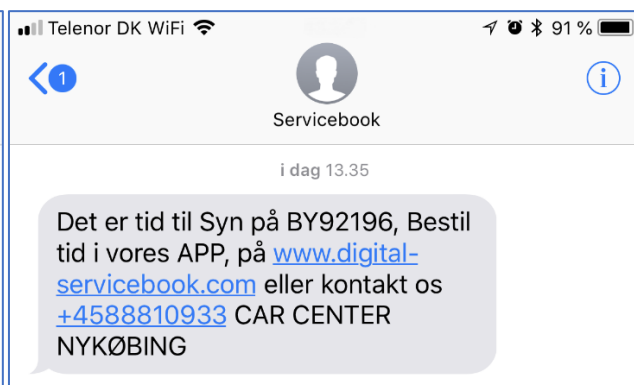 Telenor DK WiFi 91 %
1
Servicebook
i dag 13.35
Det er tid til Syn på BY92196, Bestil
tid i vores APP, på www.digital-
servicebook.com eller kontakt os
+4588810933 CAR CENTER
NYKØBING